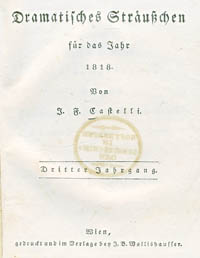 Dramatisches Sträußchen
für das Jahr
1818.
Von
J. F. Castelli.
Dritter Jahrgang.
Wien,
gedruckt und im Verlage bey J. B. Wallishausser.